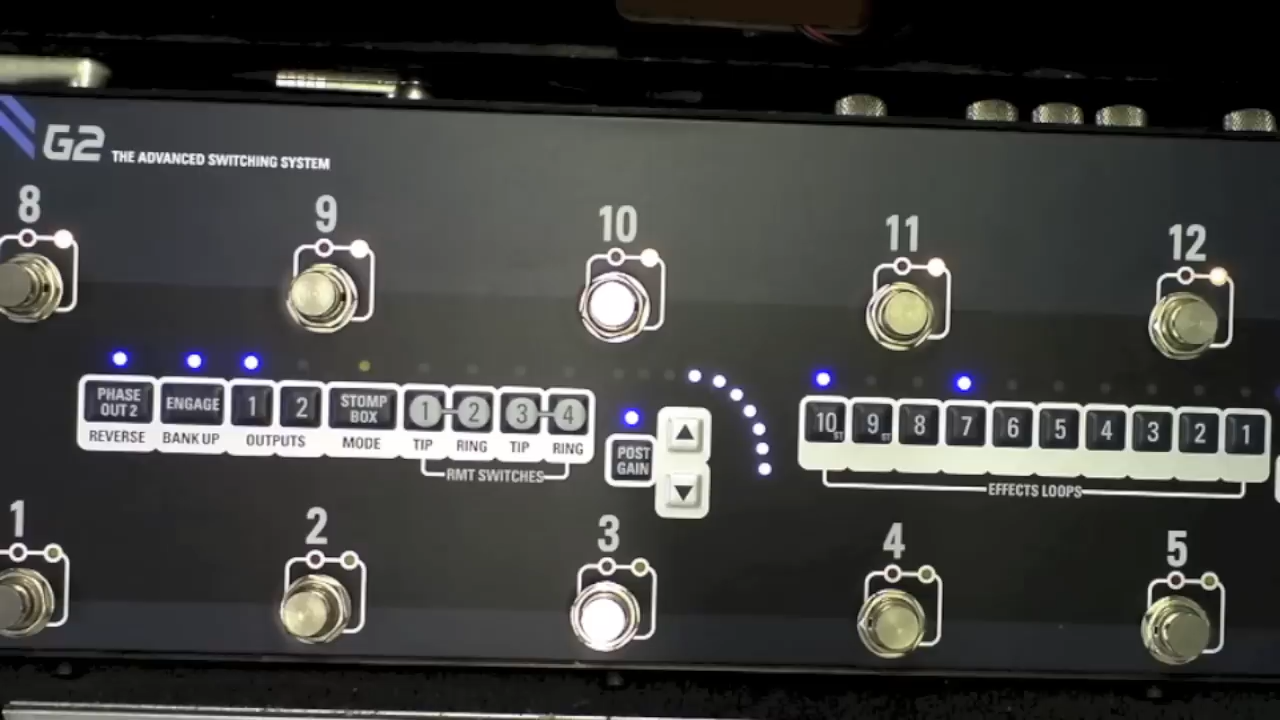 G2 THE ADVANCED SWITCHING SYSTEM
8 9 10 11 12
PHASE OUT 2 ENGAGE 1 2 STOMP BOX 1 2 3 4
REVERSE BANK UP OUTPUTS MODE TIP RING TIP RING
RMT SWITCHES
POST GAIN
10 ST 9 ST 8 7 6 5 4 3 2 1
EFFECTS LOOPS
1 2 3 4 5